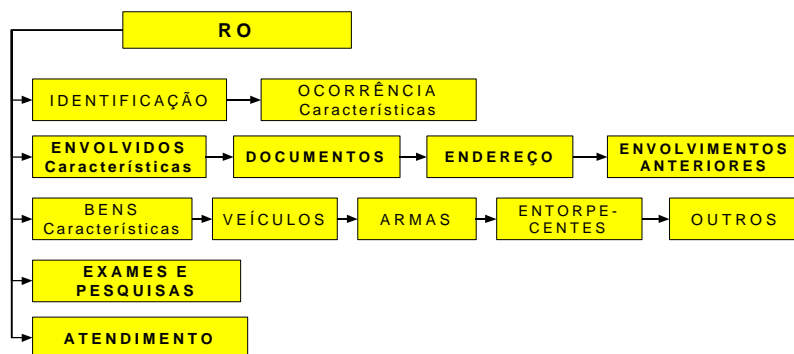 RO
IDENTIFICAÇÃO
OCORRÊNCIA
Características
ENVOLVIDOS
Características
DOCUMENTOS
ENDEREÇO
ENVOLVIMENTOS
ANTERIORES
BENS
Características
VEÍCULOS
ARMAS
ENTORPE-
CENTES
OUTROS
EXAMES E
PESQUISAS
ATENDIMENTO